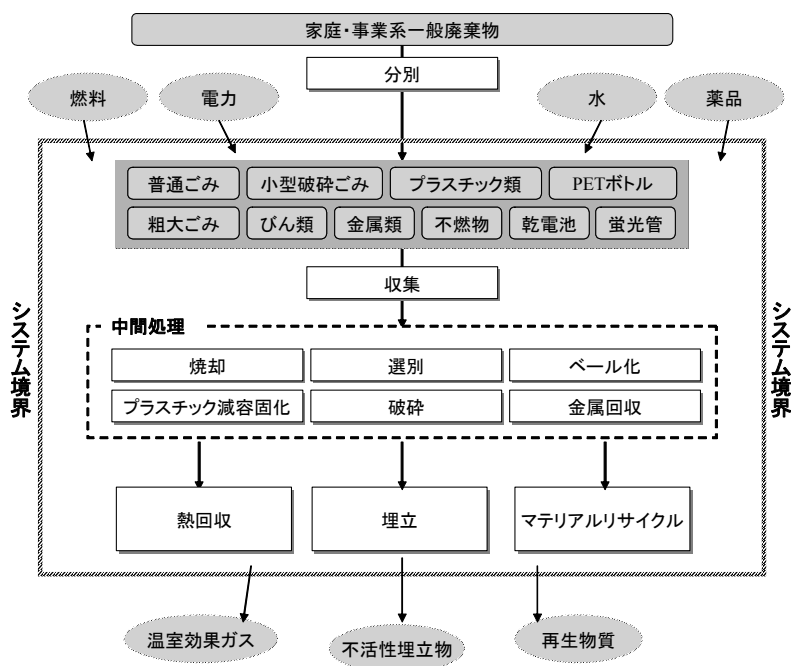 家庭・事業系一般廃棄物
分別
燃料
電力
水
薬品
普通ごみ
小型破砕ごみ
プラスチック類
PETボトル
粗大ごみ
びん類
金属類
不燃物
乾電池
蛍光管
収集
システム境界
システム境界
中間処理
焼却
選別
ベール化
プラスチック減容固化
破砕
金属回収
熱回収
埋立
マテリアルリサイクル
温室効果ガス
不活性埋立物
再生物質